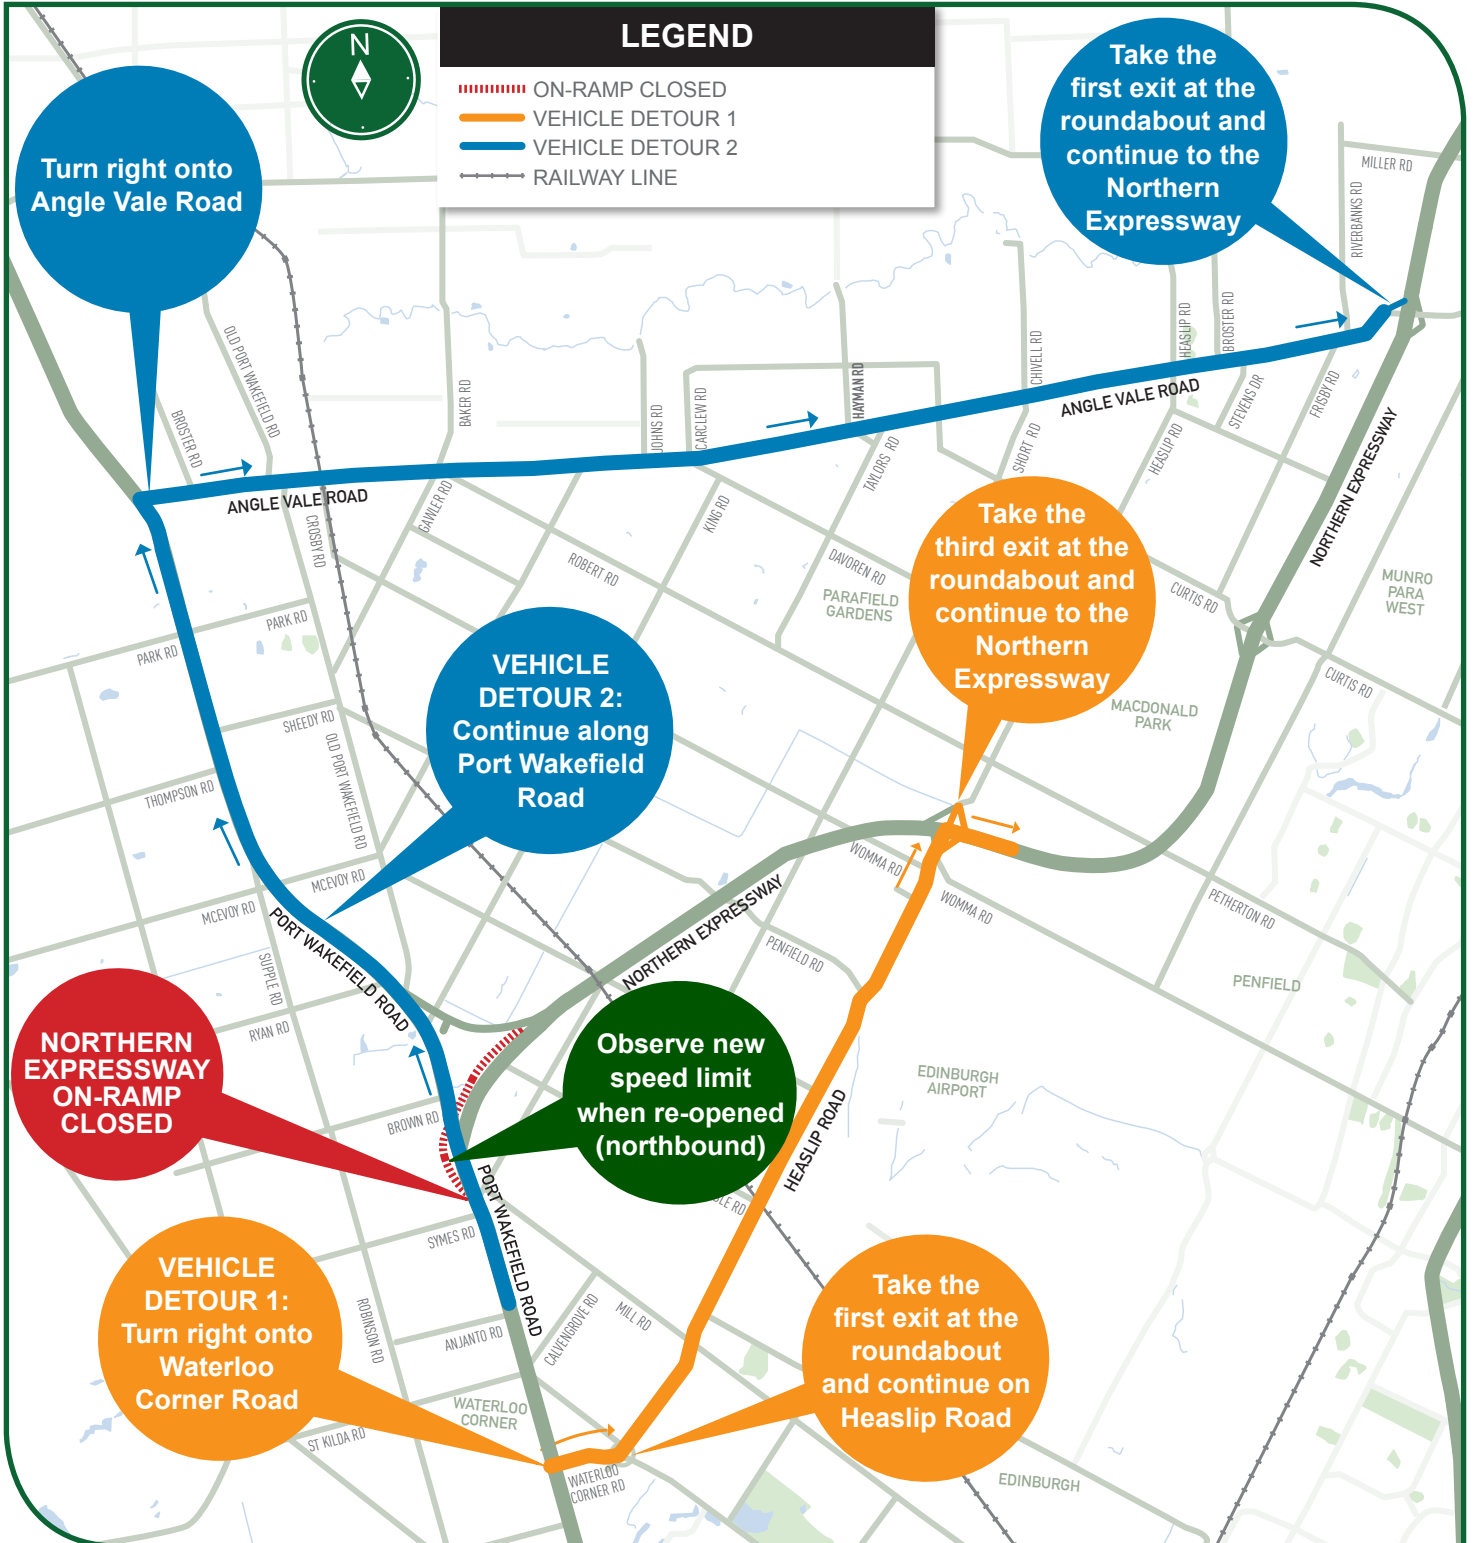 N
LEGEND
ON-RAMP CLOSED
VEHICLE DETOUR 1
VEHICLE DETOUR 2
RAILWAY LINE
Take the
first exit at the
roundabout and
continue to the
Northern
Expressway
Turn right onto
Angle Vale Road
MILLER RD
RIVERBANKS RD
OLD PORT WAKEFIELD RD
BROSTER RD
BAKER RD
JOHNS RD
CARCLEW RD
HAYMAN RD
CHIVELL RD
HEASLIP RD
BROSTER RD
STEVENS DR
FRISBY RD
ANGLE VALE ROAD
ANGLE VALE ROAD
NORTHERN EXPRESSWAY
CROSBY RD
GAWLER RD
KING RD
TAYLORS RD
SHORT RD
HEASLIP RD
ROBERT RD
DAVOREN RD
PARAFIELD
GARDENS
Take the
third exit at the
roundabout and
continue to the
Northern
Expressway
CURTIS RD
MUNRO
PARA
WEST
CURTIS RD
MACDONALD
PARK
PARK RD
PARK RD
SHEEDY RD
OLD PORT WAKEFIELD RD
THOMPSON RD
VEHICLE
DETOUR 2:
Continue along
Port Wakefield
Road
MCEVOY RD
MCEVOY RD
PORT WAKEFIELD ROAD
SUPPLE RD
RYAN RD
NORTHERN EXPRESSWAY
WOMMA RD
WOMMA RD
PENFIELD RD
PETHERTON RD
PENFIELD
NORTHERN
EXPRESSWAY
ON-RAMP
CLOSED
Observe new
speed limit
when re-opened
(northbound)
EDINBURGH
AIRPORT
BROWN RD
HEASLIP ROAD
PORT WAKEFIELD ROAD
SYMES RD
VEHICLE
DETOUR 1:
Turn right onto
Waterloo
Corner Road
ROBINSON RD
ANJANTO RD
CALVENGROVE RD
MILL RD
Take the
first exit at the
roundabout
and continue on
Heaslip Road
WATERLOO
CORNER
ST KILDA RD
WATERLOO
CORNER RD
EDINBURGH